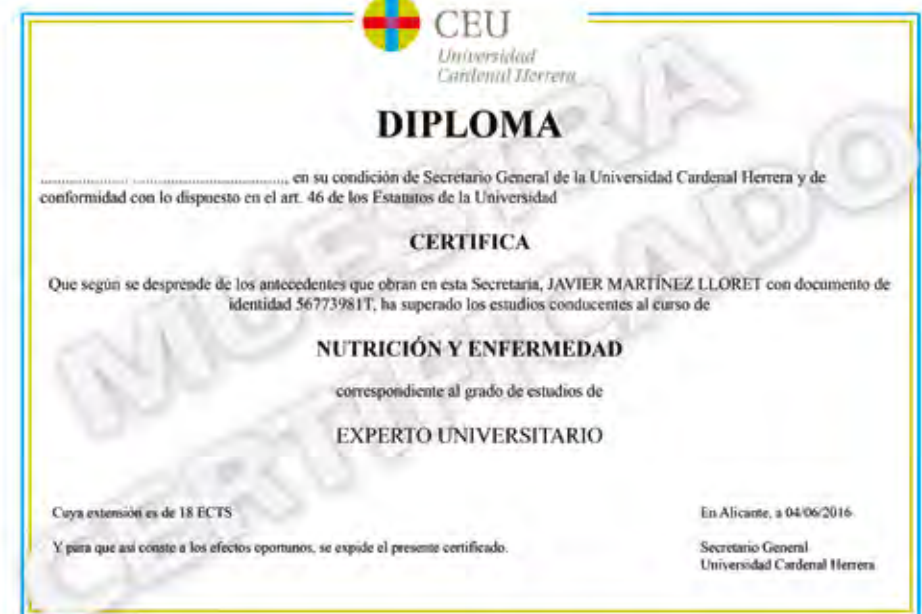 CEU
Universidad
Cardenal Herrera
DIPLOMA
...................... ........................................, en su condición de Secretario General de la Universidad Cardenal Herrera y de
conformidad con lo dispuesto en el art. 46 de los Estatutos de la Universidad
CERTIFICA
Que según se desprende de los antecedentes que obran en esta Secretaría, JAVIER MARTÍNEZ LLORET con documento de
identidad 56773981T, ha superado los estudios conducentes al curso de
NUTRICIÓN Y ENFERMEDAD
correspondiente al grado de estudios de
EXPERTO UNIVERSITARIO
Cuya extensión es de 18 ECTS
En Alicante, a 04/06/2016
Y para que así conste a los efectos oportunos, se expide el presente certificado.
Secretario General
Universidad Cardenal Herrera
MUESTRA
CERTIFICADO